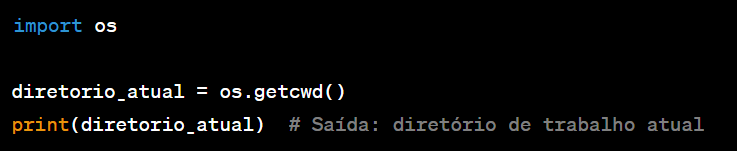 import os
diretorio_atual = os.getcwd()
print(diretorio_atual)  # Saída: diretório de trabalho atual